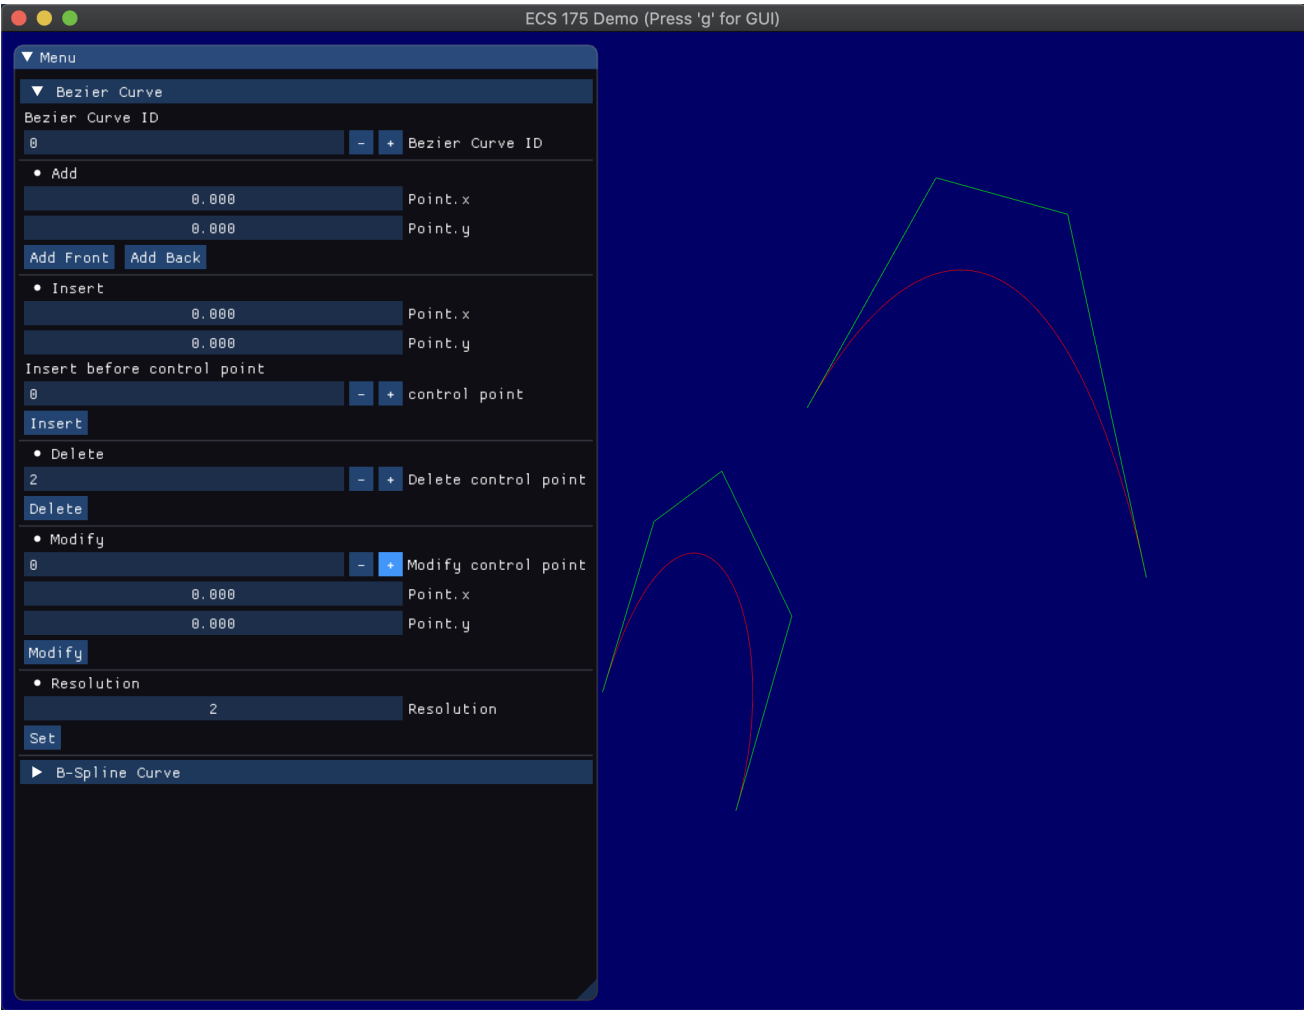 ECS 175 Demo (Press 'g' for GUI)
Menu
Bezier Curve
Bezier Curve ID
0 - + Bezier Curve ID
Add
0.000 Point.x
0.000 Point.y
Add Front Add Back
Insert
0.000 Point.x
0.000 Point.y
Insert before control point
0 - + control point
Insert
Delete
2 - + Delete control point
Delete
Modify
0 - + Modify control point
0.000 Point.x
0.000 Point.y
Modify
Resolution
2 Resolution
Set
B-Spline Curve